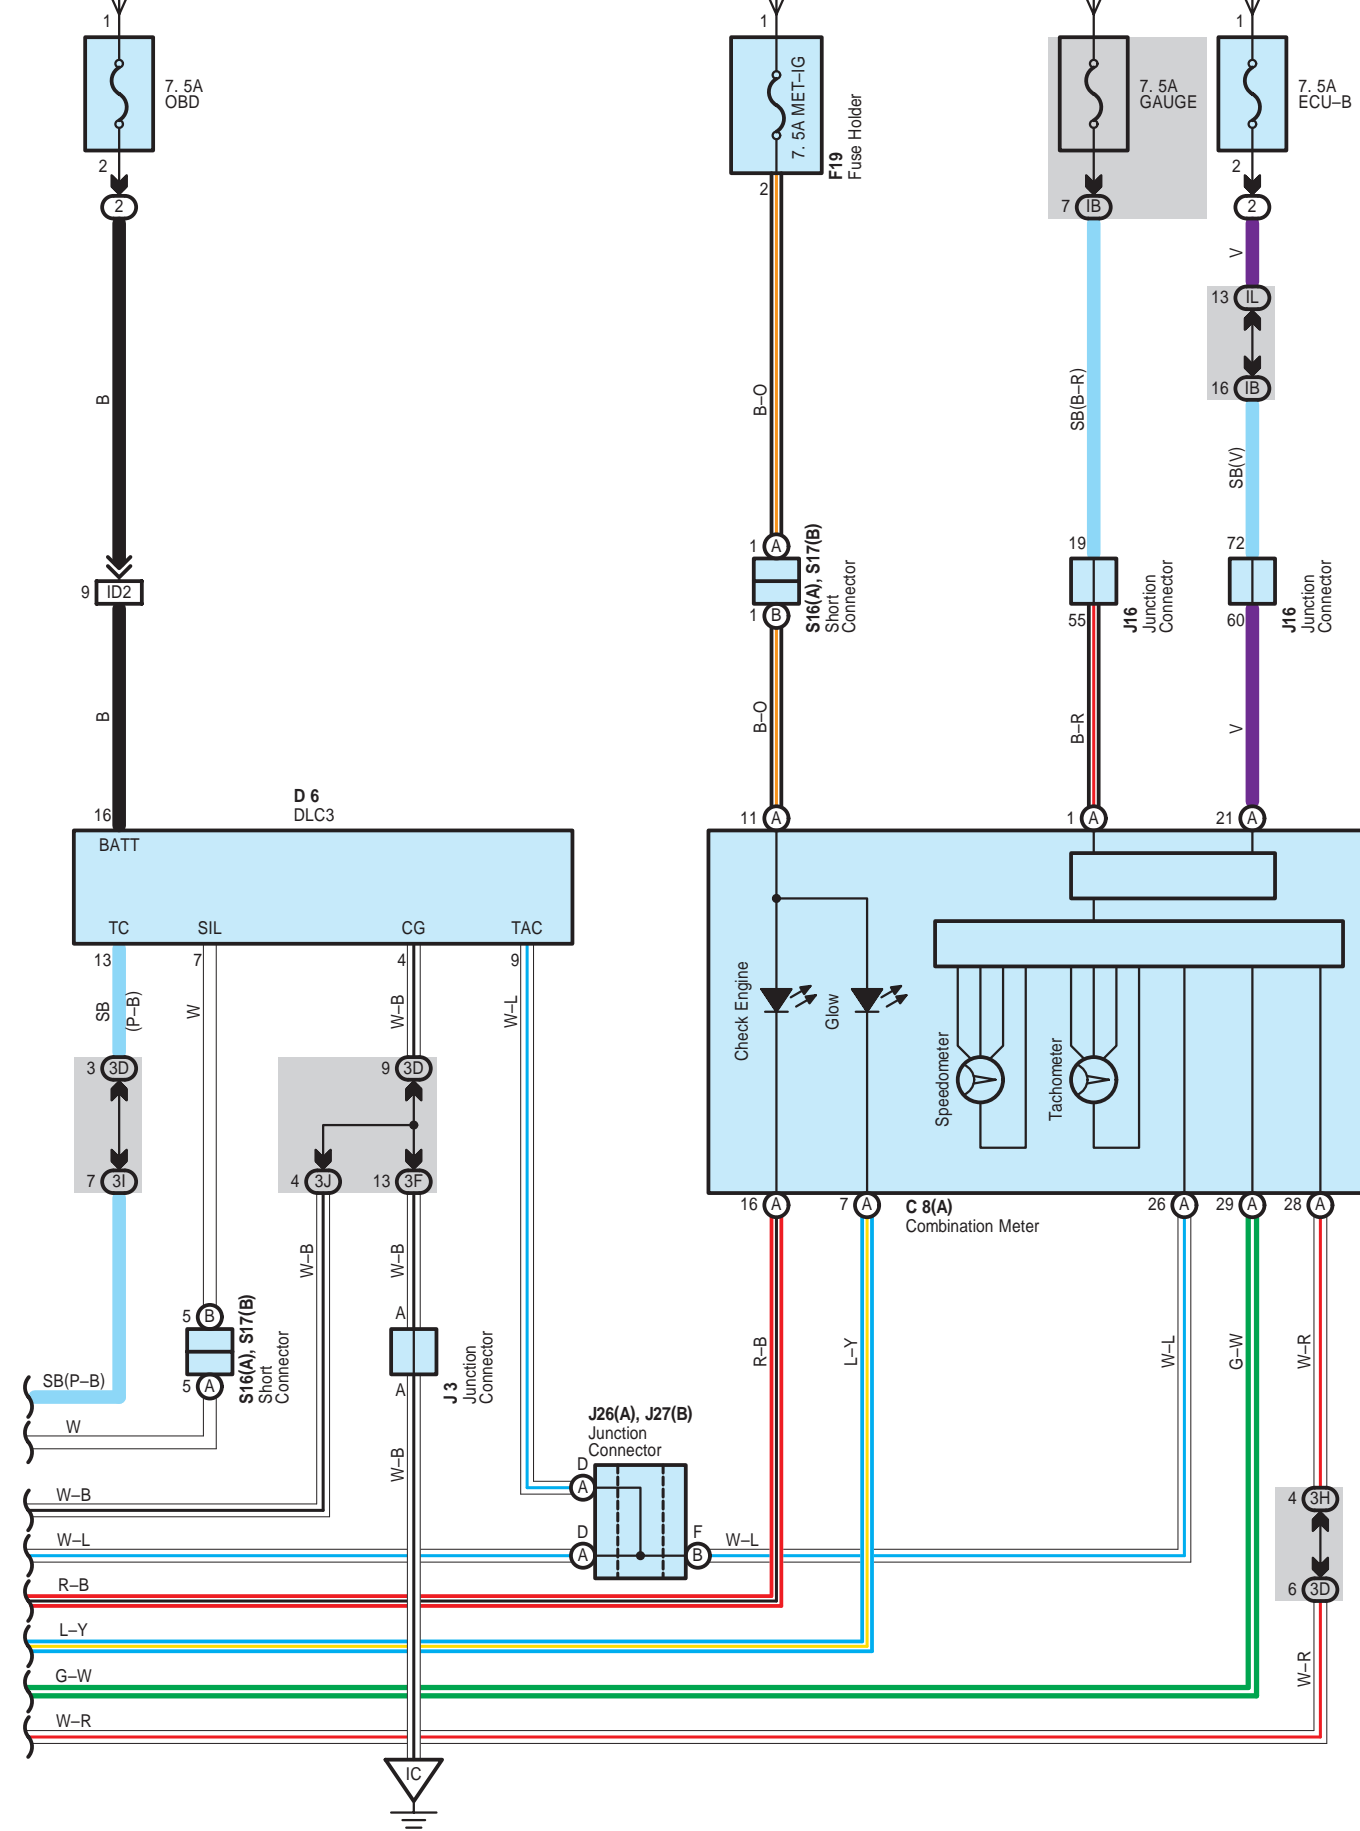 1
1
1
7. 5A
OBD
7. 5A MET–IG
F19
Fuse Holder
7. 5A
GAUGE
7. 5A
ECU–B
2
2
2
2
7 IB
2
V
13 IL
16 IB
B
B–O
SB(B–R)
SB(V)
9 ID2
1 A
1 B
S16(A), S17(B)
Short
Connector
19
55
J16
Junction
Connector
72
60
J16
Junction
Connector
B
B–O
B–R
V
16
D 6
DLC3
11 A
1 A
21 A
BATT
TC
SIL
CG
TAC
13
7
4
9
SB
(P–B)
W
W–B
W–L
Check Engine
Glow
Speedometer
Tachometer
3 3D
9 3D
7 3I
4 3J
13 3F
16 A
7 A
C 8(A)
Combination Meter
26 A
29 A
28 A
W–B
W–B
5 B
5 A
S16(A), S17(B)
Short
Connector
A
A
J 3
Junction
Connector
R–B
L–Y
W–L
G–W
W–R
SB(P–B)
W
J26(A), J27(B)
Junction
Connector
W–B
D
A
W–B
4 3H
W–L
D
A
F
B
W–L
R–B
6 3D
L–Y
G–W
W–R
W–R
IC